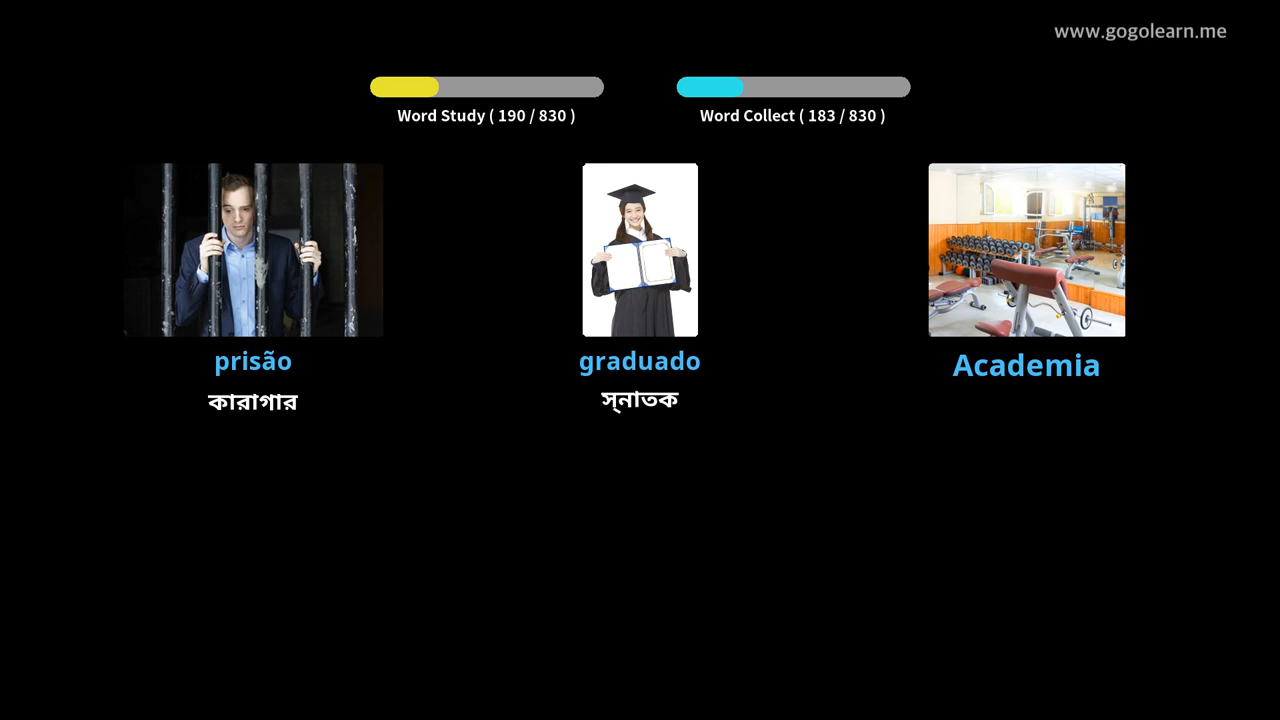 www.gogolearn.me
Word Study ( 190 / 830 )
Word Collect ( 183 / 830 )
prisão
graduado
Academia
কারাগার
স্নাতক